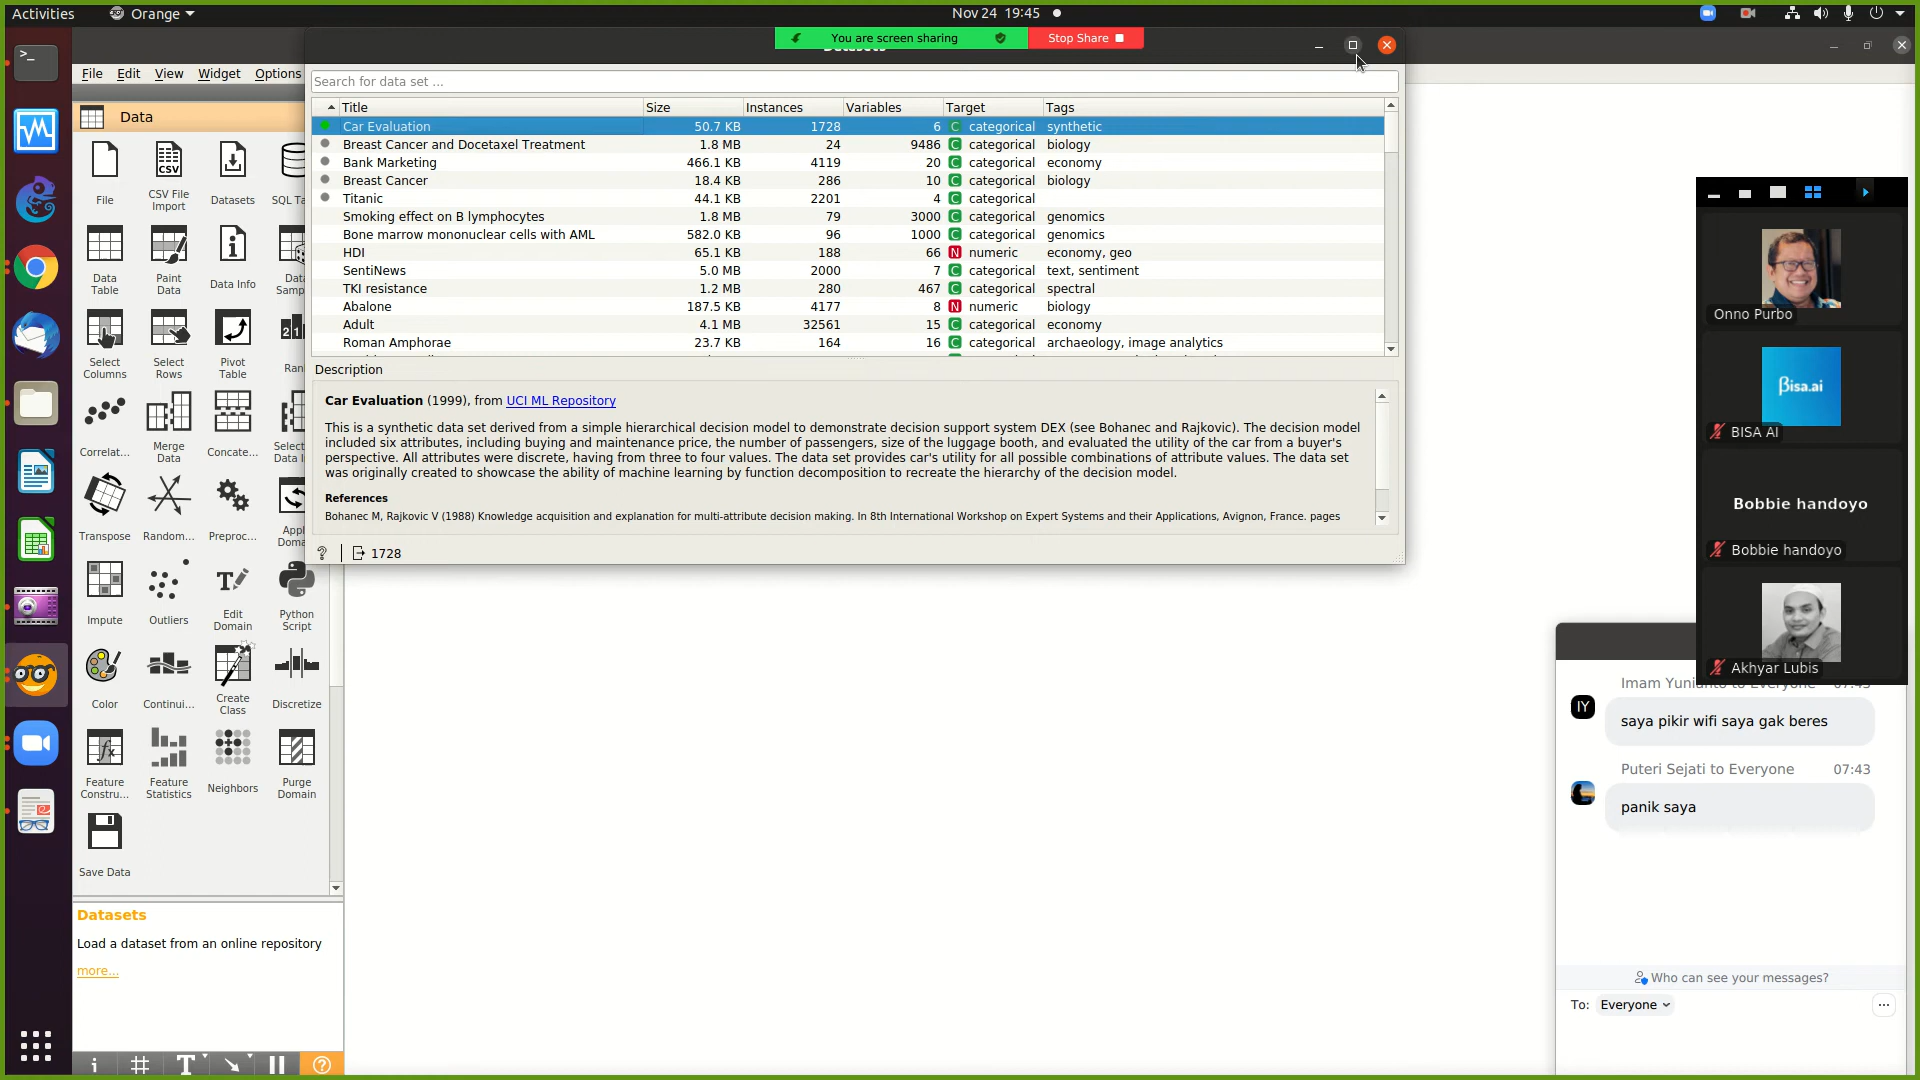 Activities
Orange
Nov 24 19:45
You are screen sharing
Stop Share
Datasets
File Edit View Widget Options
Search for data set ...
Title Size Instances Variables Target Tags
Car Evaluation 50.7 KB 1728 6 C categorical synthetic
Breast Cancer and Docetaxel Treatment 1.8 MB 24 9486 C categorical biology
Bank Marketing 466.1 KB 4119 20 C categorical economy
Breast Cancer 18.4 KB 286 10 C categorical biology
Titanic 44.1 KB 2201 4 C categorical
Smoking effect on B lymphocytes 1.8 MB 79 3000 C categorical genomics
Bone marrow mononuclear cells with AML 582.0 KB 96 1000 C categorical genomics
HDI 65.1 KB 188 66 N numeric economy, geo
SentiNews 5.0 MB 2000 7 C categorical text, sentiment
TKI resistance 1.2 MB 280 467 C categorical spectral
Abalone 187.5 KB 4177 8 N numeric biology
Adult 4.1 MB 32561 15 C categorical economy
Roman Amphorae 23.7 KB 164 16 C categorical archaeology, image analytics
Description
Car Evaluation (1999), from UCI ML Repository
This is a synthetic data set derived from a simple hierarchical decision model to demonstrate decision support system DEX (see Bohanec and Rajkovic). The decision model
included six attributes, including buying and maintenance price, the number of passengers, size of the luggage booth, and evaluated the utility of the car from a buyer's
perspective. All attributes were discrete, having from three to four values. The data set provides car's utility for all possible combinations of attribute values. The data set
was originally created to showcase the ability of machine learning by function decomposition to recreate the hierarchy of the decision model.
References
Bohanec M, Rajkovic V (1988) Knowledge acquisition and explanation for multi-attribute decision making. In 8th International Workshop on Expert Systems and their Applications, Avignon, France. pages
? 1728
Data
File
CSV File
Import
Datasets
SQL Ta
Data
Table
Paint
Data
Data Info
Data
Samp
Select
Columns
Select
Rows
Pivot
Table
Ran
Correlat...
Merge
Data
Concate...
Select
Data I
Transpose
Random...
Preproc...
Appl
Doma
Impute
Outliers
Edit
Domain
Python
Script
Color
Continui...
Create
Class
Discretize
Feature
Constru...
Feature
Statistics
Neighbors
Purge
Domain
Save Data
Datasets
Load a dataset from an online repository
more...
Onno Purbo
βisa.ai
BISA AI
Bobbie handoyo
Bobbie handoyo
Akhyar Lubis
Imam Yunianto to Everyone 07:43
IY
saya pikir wifi saya gak beres
Puteri Sejati to Everyone 07:43
panik saya
Who can see your messages?
To: Everyone